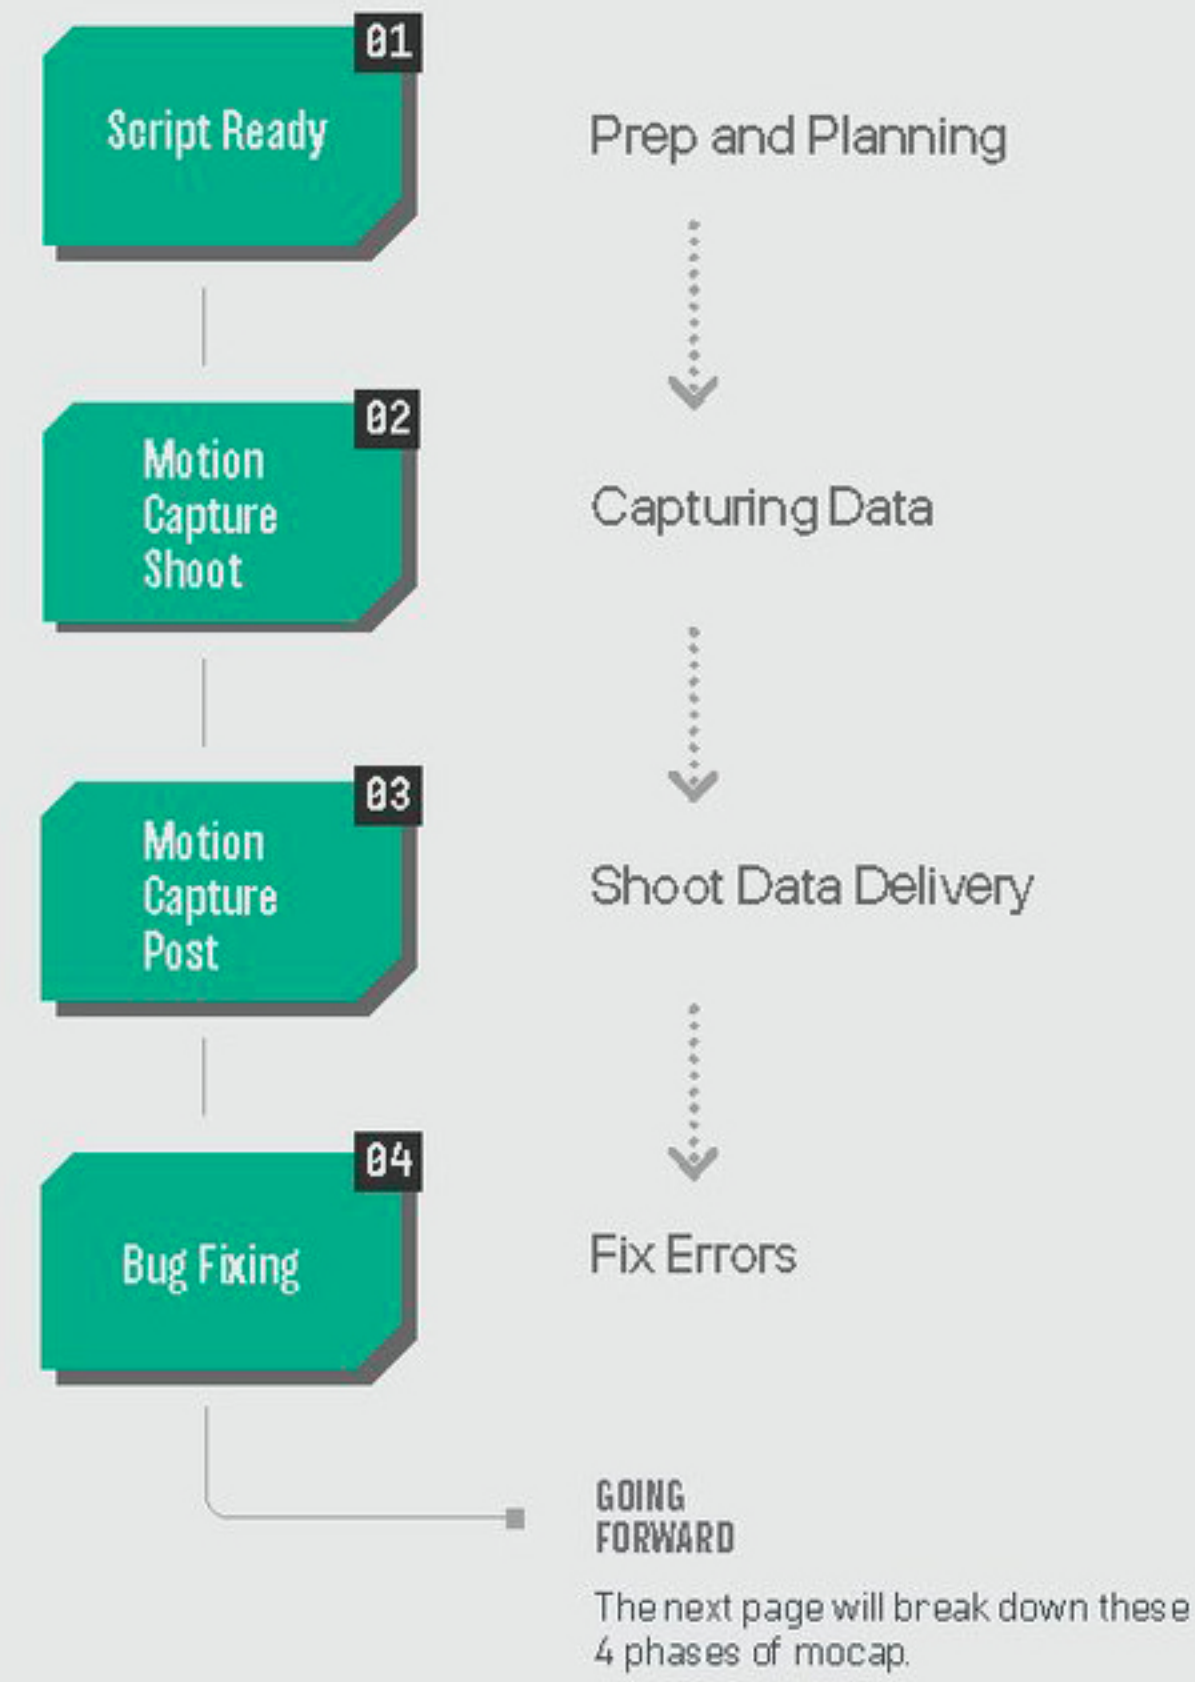 01
Script Ready
Prep and Planning
02
Motion
Capture
Shoot
Capturing Data
03
Motion
Capture
Post
Shoot Data Delivery
04
Bug Fixing
Fix Errors
GOING
FORWARD
The next page will break down these
4 phases of mocap.